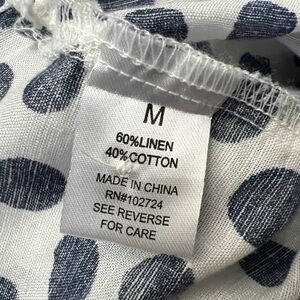 M
60%LINEN
40%COTTON
MADE IN CHINA
RN#102724
SEE REVERSE
FOR CARE